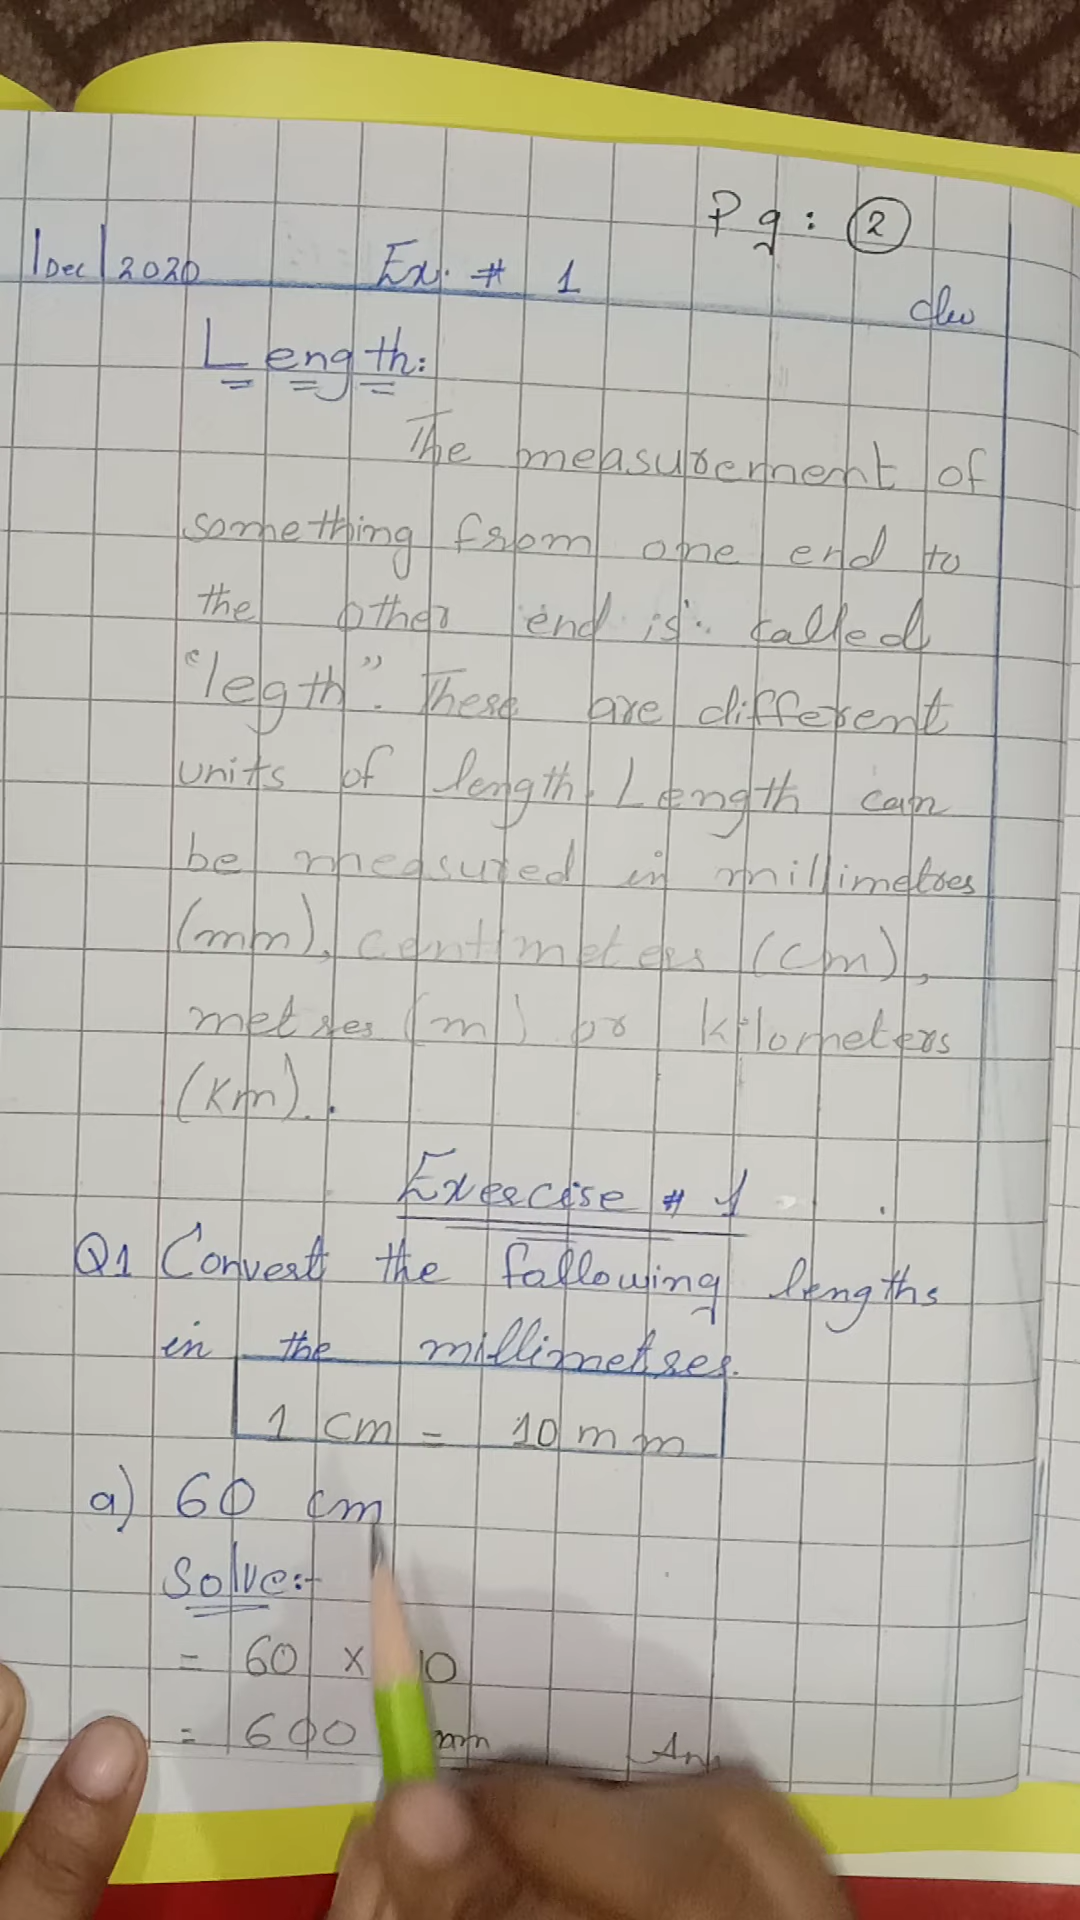 Pg: 2
1 Dec 2020 Ex. # 1
cw
Length:
The measurement of
something from one end to
the other end is called
"legth". These are different
units of length. Length can
be measured in millimetres
(mm), centimeters (cm),
metres (m) or kilometers
(Km).
Exercise # 1
Q1 Convert the following lengths
in the millimetres.
1 cm = 10 mm
a) 60 cm
Solve:-
= 60 × 10
= 600 mm Ans